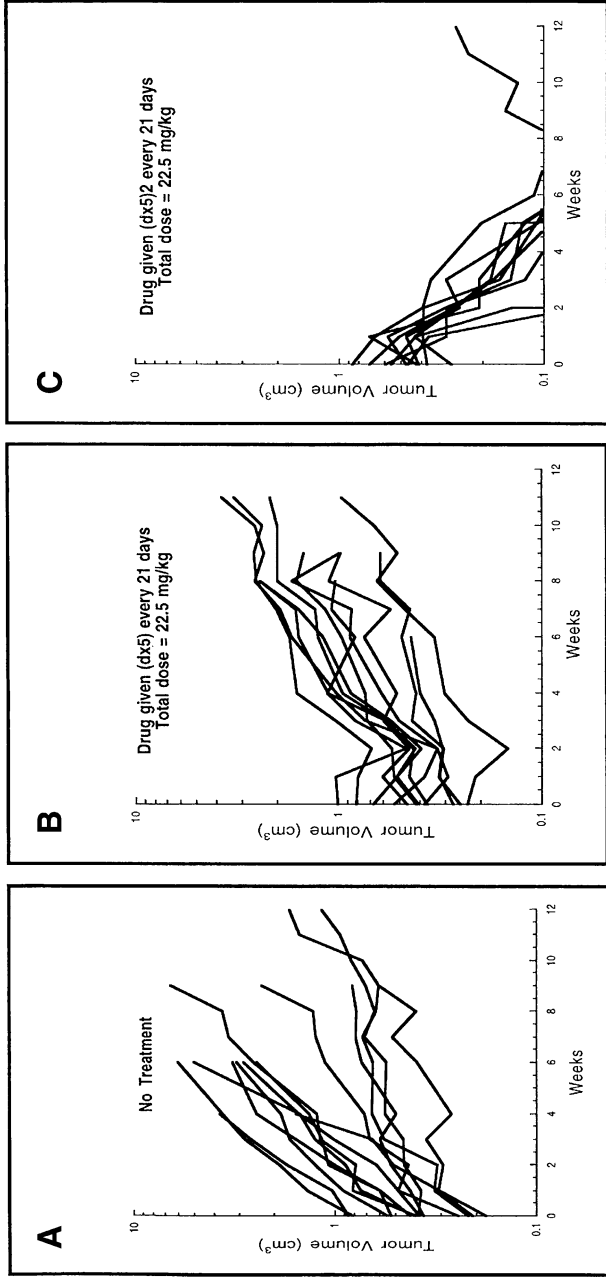 A
No Treatment
Tumor Volume (cm³)
10
1
0.1
0 2 4 6 8 10 12
Weeks
B
Drug given (dx5) every 21 days
Total dose = 22.5 mg/kg
Tumor Volume (cm³)
10
1
0.1
0 2 4 6 8 10 12
Weeks
C
Drug given (dx5)2 every 21 days
Total dose = 22.5 mg/kg
Tumor Volume (cm³)
10
1
0.1
0 2 4 6 8 10 12
Weeks